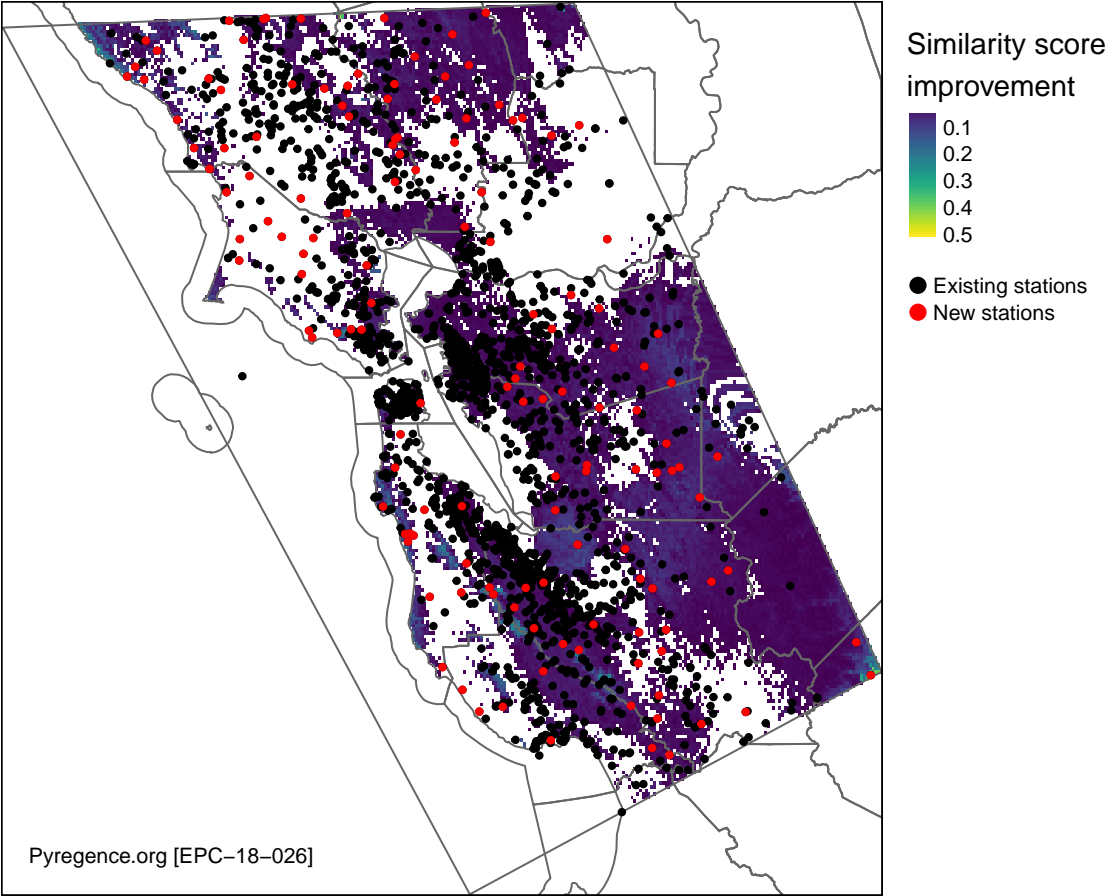 Similarity score
improvement
0.1
0.2
0.3
0.4
0.5
Existing stations
New stations
Pyregence.org [EPC−18−026]